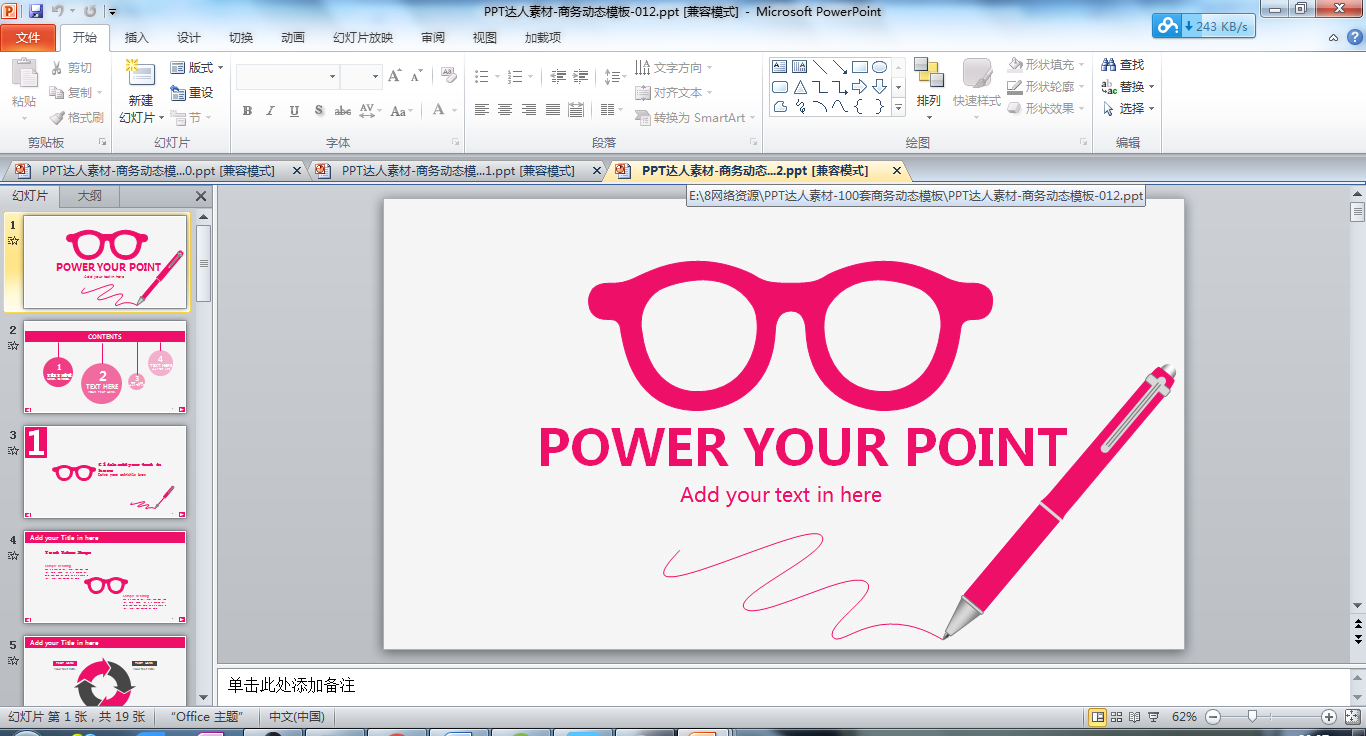 PPT达人素材-商务动态模板-012.ppt [兼容模式] - Microsoft PowerPoint
243 KB/s
文件 开始 插入 设计 切换 动画 幻灯片放映 审阅 视图 加载项
粘贴
剪切
复制
格式刷
剪贴板
新建
幻灯片
版式
重设
节
幻灯片
B I U S abc AV Aa A
字体
文字方向
对齐文本
转换为 SmartArt
段落
排列
快速样式
形状填充
形状轮廓
形状效果
绘图
查找
替换
选择
编辑
PPT达人素材-商务动态模...0.ppt [兼容模式]
PPT达人素材-商务动态模...1.ppt [兼容模式]
PPT达人素材-商务动态...2.ppt [兼容模式]
E:\8网络资源\PPT达人素材-100套商务动态模板\PPT达人素材-商务动态模板-012.ppt
幻灯片 大纲
1
POWER YOUR POINT
Add your text in here
2
CONTENTS
1
2
TEXT HERE
3
4
TEXT HERE
3
1
4
Add your Title in here
5
Add your Title in here
POWER YOUR POINT
Add your text in here
单击此处添加备注
幻灯片 第 1 张，共 19 张
“Office 主题”
中文(中国)
62%